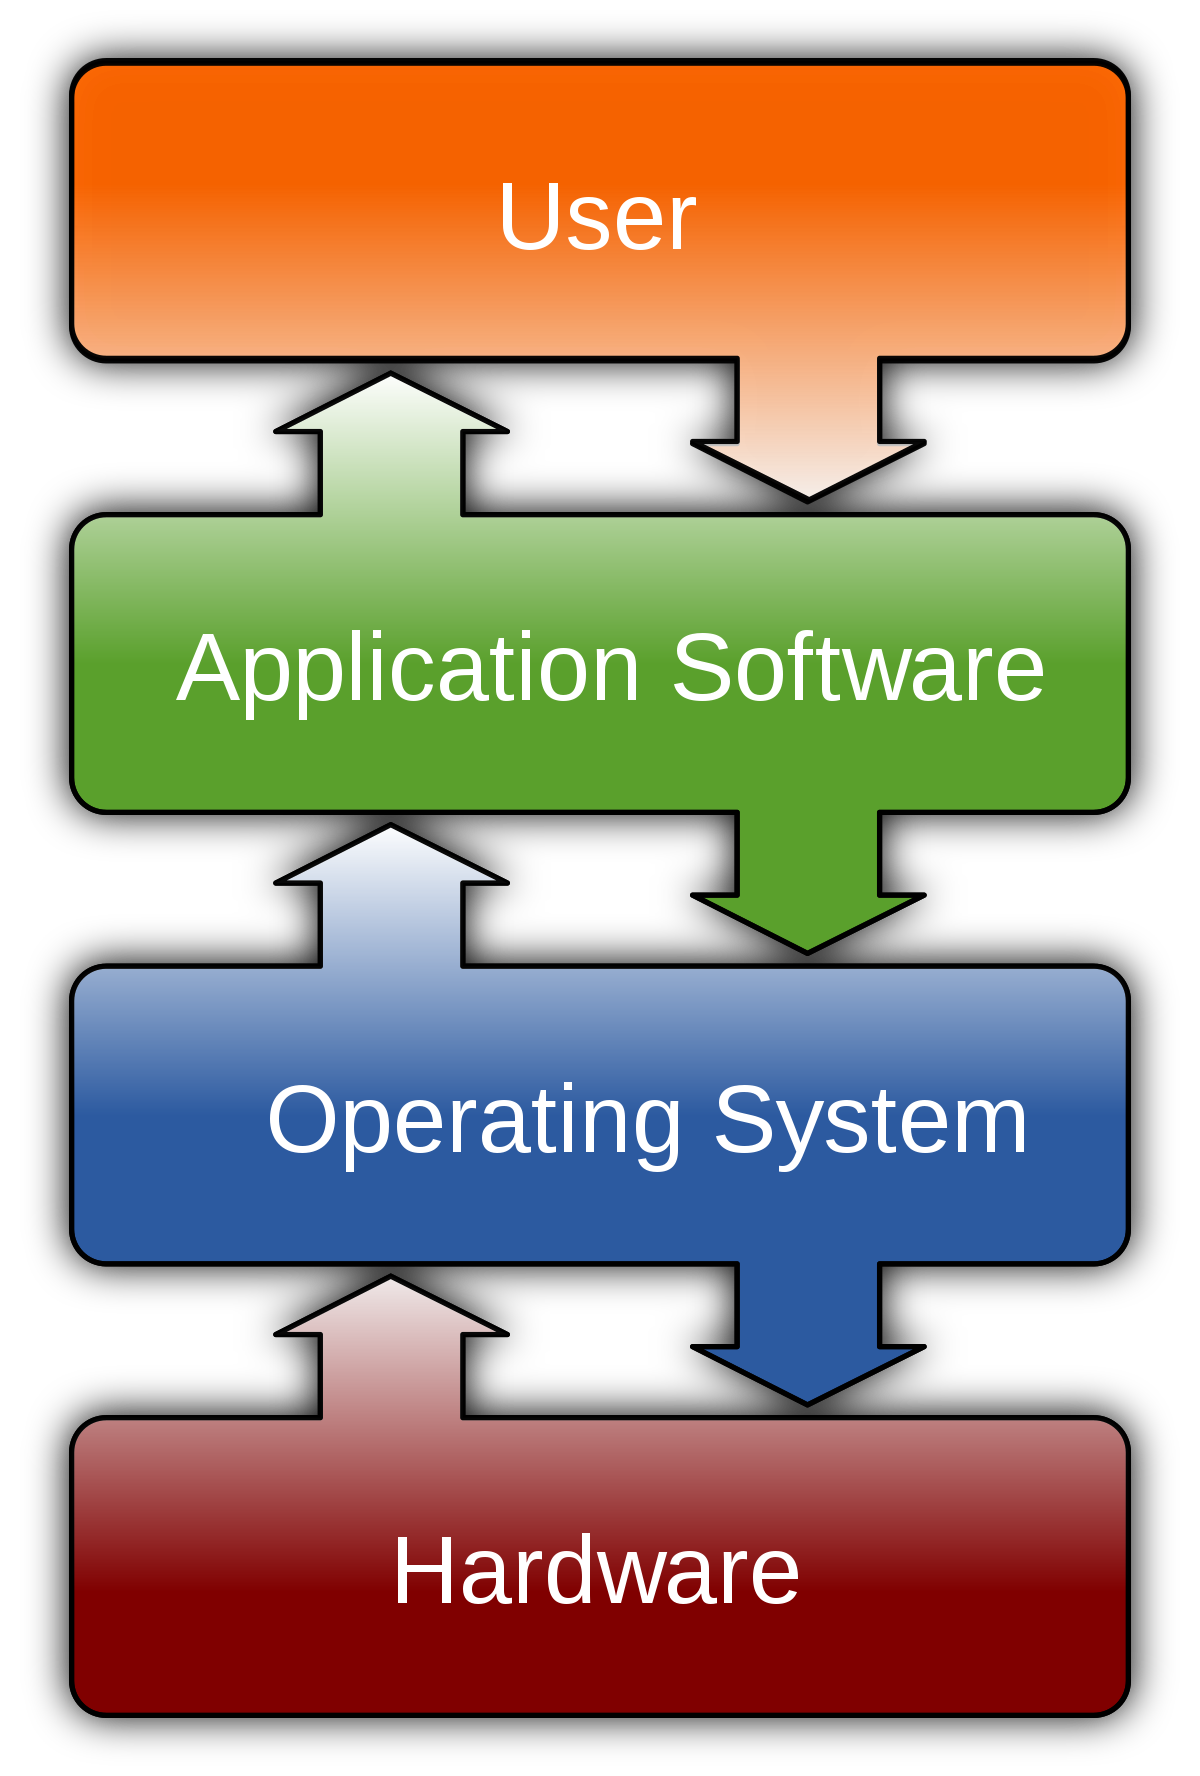 User
Application Software
Operating System
Hardware